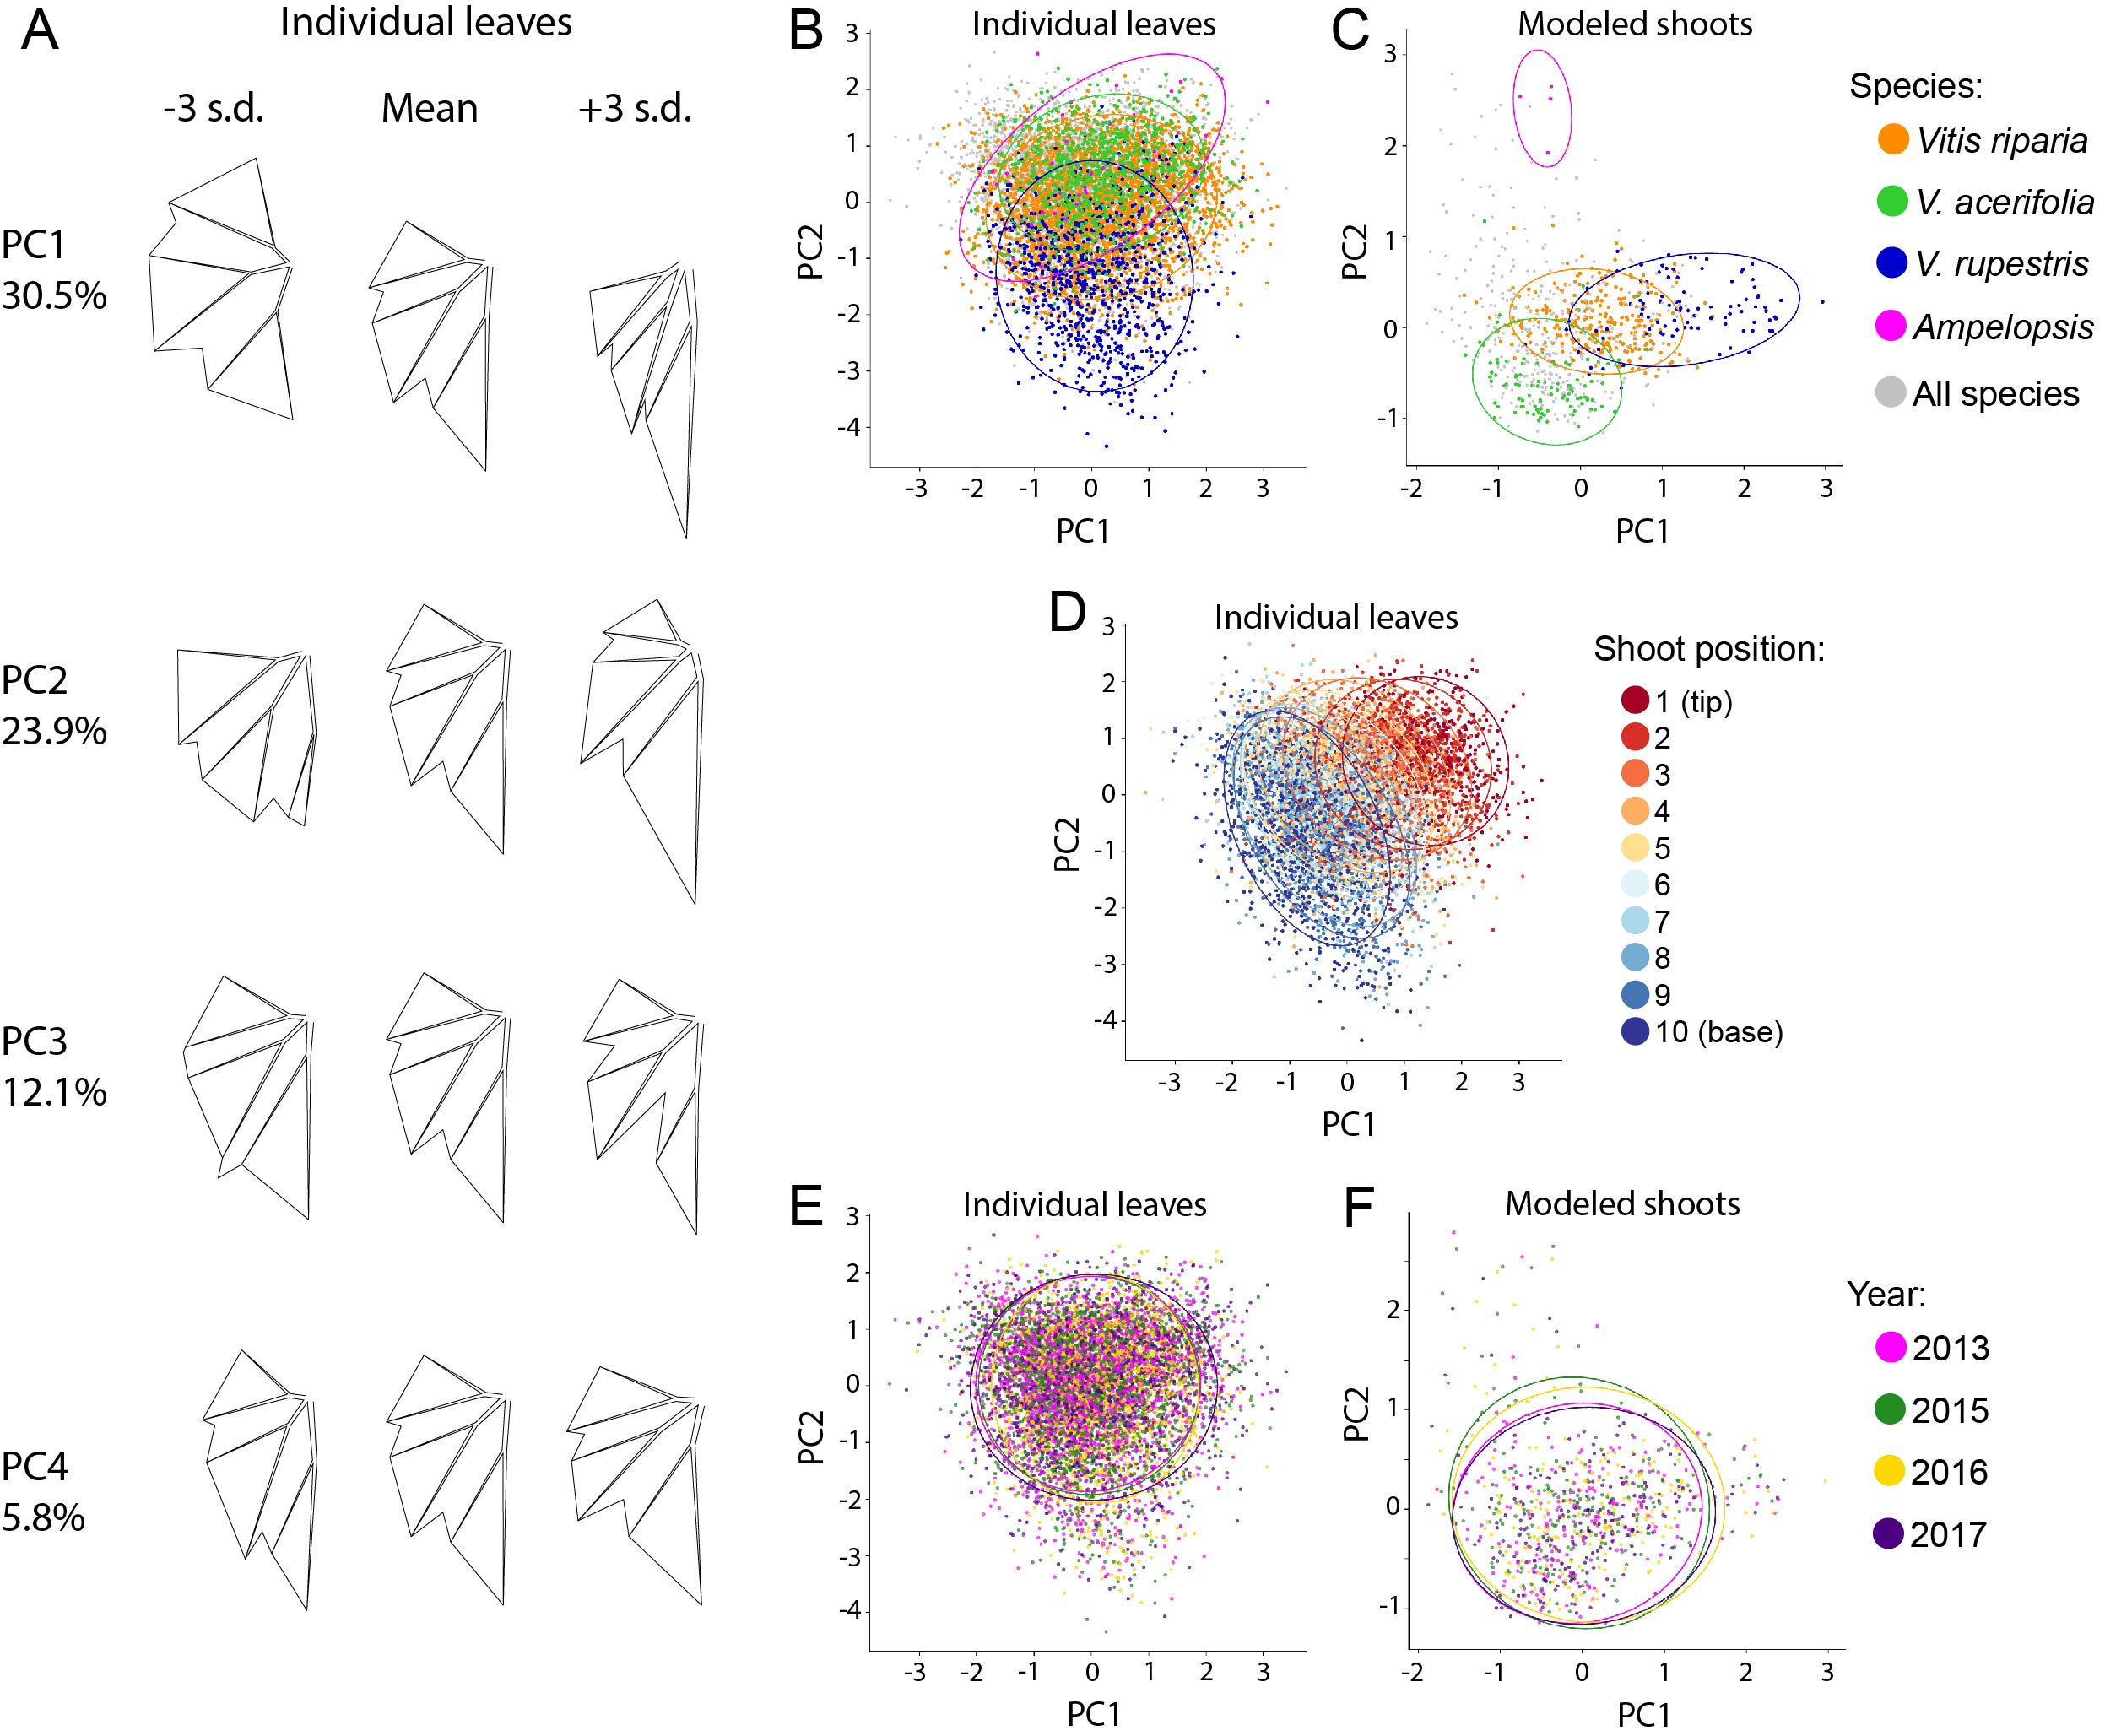 A
Individual leaves
-3 s.d.
Mean
+3 s.d.
PC1
30.5%
PC2
23.9%
PC3
12.1%
PC4
5.8%
B
Individual leaves
3
2
1
0
-1
-2
-3
-4
PC2
-3 -2 -1 0 1 2 3
PC1
C
Modeled shoots
3
2
1
0
-1
PC2
-2 -1 0 1 2 3
PC1
Species:
Vitis riparia
V. acerifolia
V. rupestris
Ampelopsis
All species
D
Individual leaves
3
2
1
0
-1
-2
-3
-4
PC2
-3 -2 -1 0 1 2 3
PC1
Shoot position:
1 (tip)
2
3
4
5
6
7
8
9
10 (base)
E
Individual leaves
3
2
1
0
-1
-2
-3
-4
PC2
-3 -2 -1 0 1 2 3
PC1
F
Modeled shoots
2
1
0
-1
PC2
-2 -1 0 1 2 3
PC1
Year:
2013
2015
2016
2017